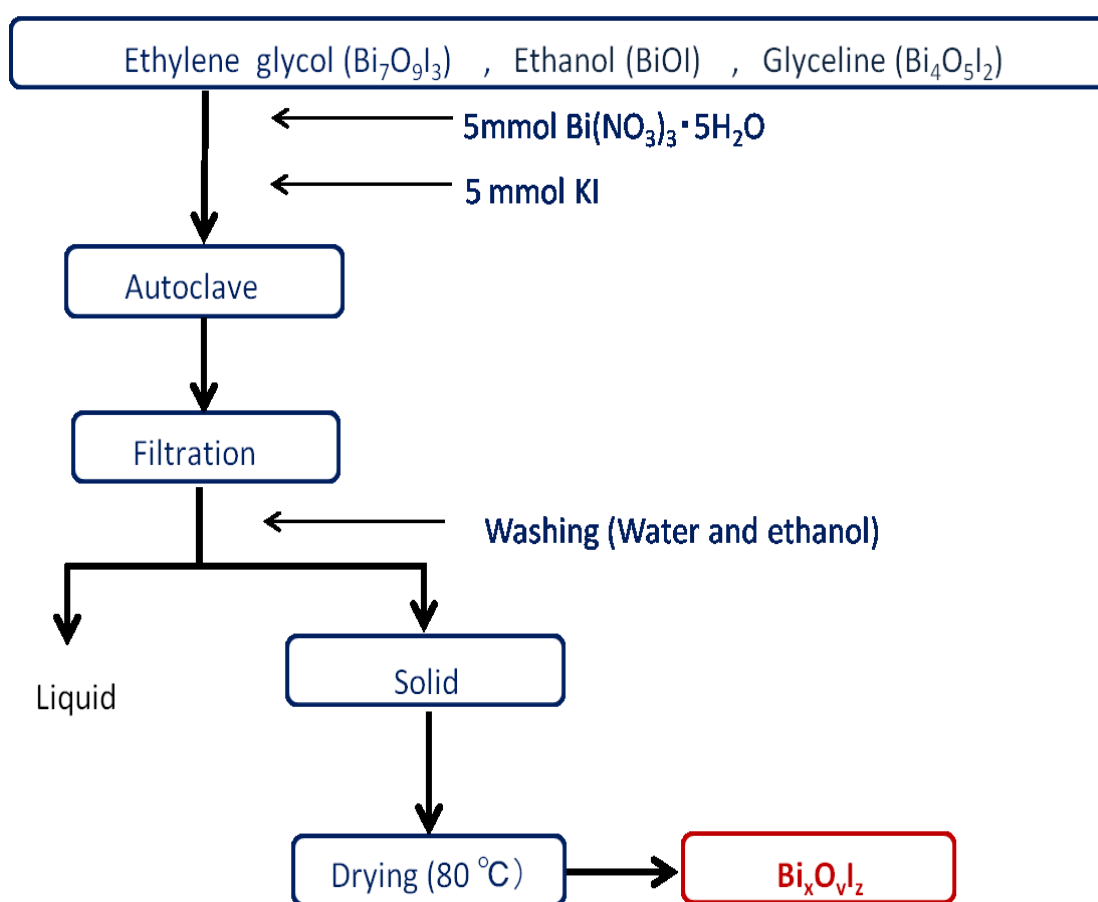 Ethylene glycol (Bi₇O₉I₃) , Ethanol (BiOI) , Glyceline (Bi₄O₅I₂)
5mmol Bi(NO₃)₃・5H₂O
5 mmol KI
Autoclave
Filtration
Washing (Water and ethanol)
Liquid
Solid
Drying (80 ℃)
BiₓOᵥI_z